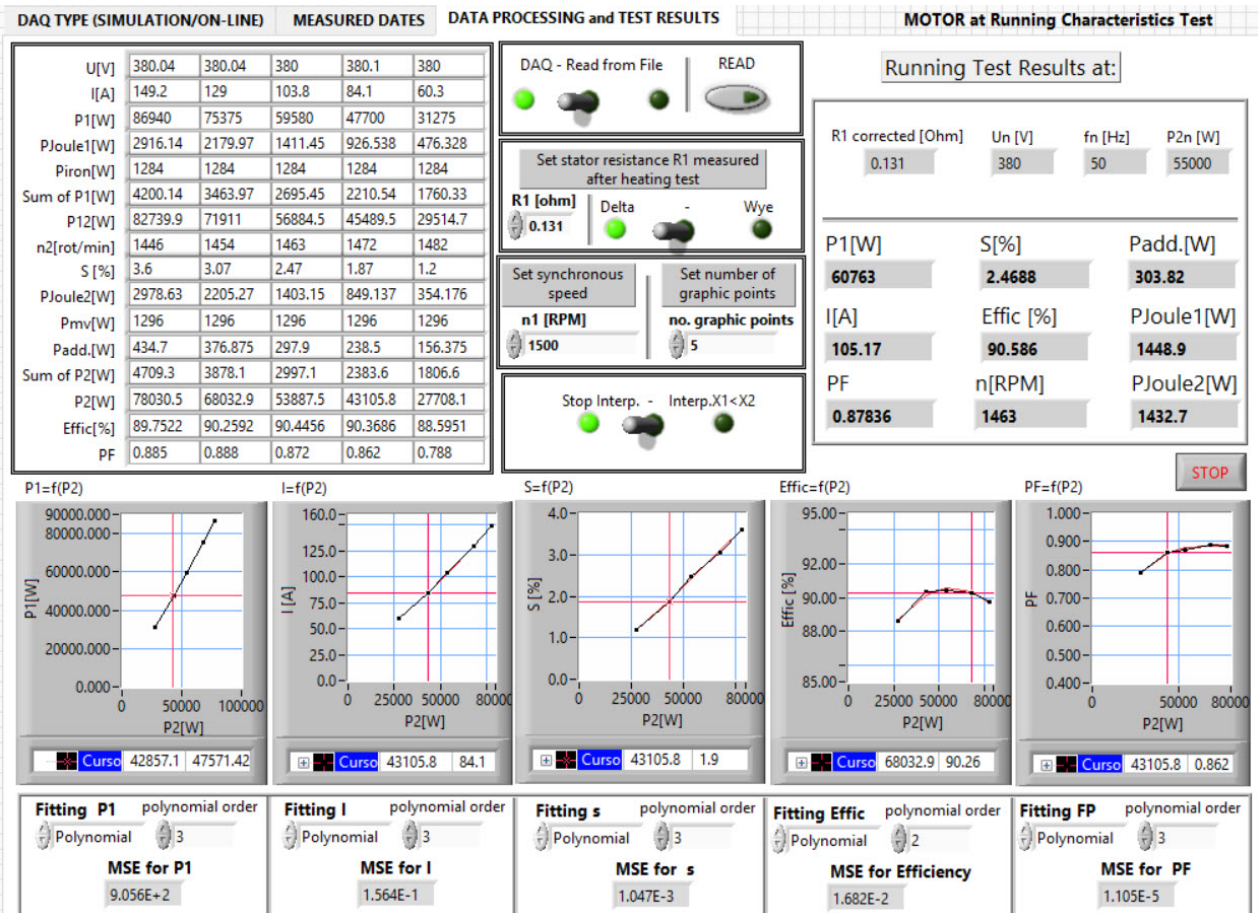 DAQ TYPE (SIMULATION/ON-LINE) MEASURED DATES DATA PROCESSING and TEST RESULTS MOTOR at Running Characteristics Test
U[V] 380.04 380.04 380 380.1 380
I[A] 149.2 129 103.8 84.1 60.3
P1[W] 86940 75375 59580 47700 31275
PJoule1[W] 2916.14 2179.97 1411.45 926.538 476.328
Piron[W] 1284 1284 1284 1284 1284
Sum of P1[W] 4200.14 3463.97 2695.45 2210.54 1760.33
P12[W] 82739.9 71911 56884.5 45489.5 29514.7
n2[rot/min] 1446 1454 1463 1472 1482
S [%] 3.6 3.07 2.47 1.87 1.2
PJoule2[W] 2978.63 2205.27 1403.15 849.137 354.176
Pmv[W] 1296 1296 1296 1296 1296
Padd.[W] 434.7 376.875 297.9 238.5 156.375
Sum of P2[W] 4709.3 3878.1 2997.1 2383.6 1806.6
P2[W] 78030.5 68032.9 53887.5 43105.8 27708.1
Effic[%] 89.7522 90.2592 90.4456 90.3686 88.5951
PF 0.885 0.888 0.872 0.862 0.788
DAQ - Read from File READ
Set stator resistance R1 measured
after heating test
R1 [ohm] Delta - Wye
0.131
Set synchronous
speed
n1 [RPM]
1500
Set number of
graphic points
no. graphic points
5
Stop Interp. - Interp.X1<X2
Running Test Results at:
R1 corrected [Ohm] Un [V] fn [Hz] P2n [W]
0.131 380 50 55000
P1[W] S[%] Padd.[W]
60763 2.4688 303.82
I[A] Effic [%] PJoule1[W]
105.17 90.586 1448.9
PF n[RPM] PJoule2[W]
0.87836 1463 1432.7
STOP
P1=f(P2)
90000.000
80000.000
60000.000
40000.000
20000.000
0.000
P1[W]
0 50000 100000
P2[W]
Curso 42857.1 47571.42
I=f(P2)
160.0
125.0
100.0
75.0
50.0
25.0
0.0
I [A]
0 25000 50000 80000
P2[W]
Curso 43105.8 84.1
S=f(P2)
4.0
3.0
2.0
1.0
0.0
S [%]
0 25000 50000 80000
P2[W]
Curso 43105.8 1.9
Effic=f(P2)
95.00
92.00
90.00
88.00
85.00
Effic [%]
0 25000 50000 80000
P2[W]
Curso 68032.9 90.26
PF=f(P2)
1.000
0.900
0.800
0.700
0.600
0.500
0.400
PF
0 50000 80000
P2[W]
Curso 43105.8 0.862
Fitting P1 polynomial order
Polynomial 3
MSE for P1
9.056E+2
Fitting I polynomial order
Polynomial 3
MSE for I
1.564E-1
Fitting s polynomial order
Polynomial 3
MSE for s
1.047E-3
Fitting Effic polynomial order
Polynomial 2
MSE for Efficiency
1.682E-2
Fitting FP polynomial order
Polynomial 3
MSE for PF
1.105E-5